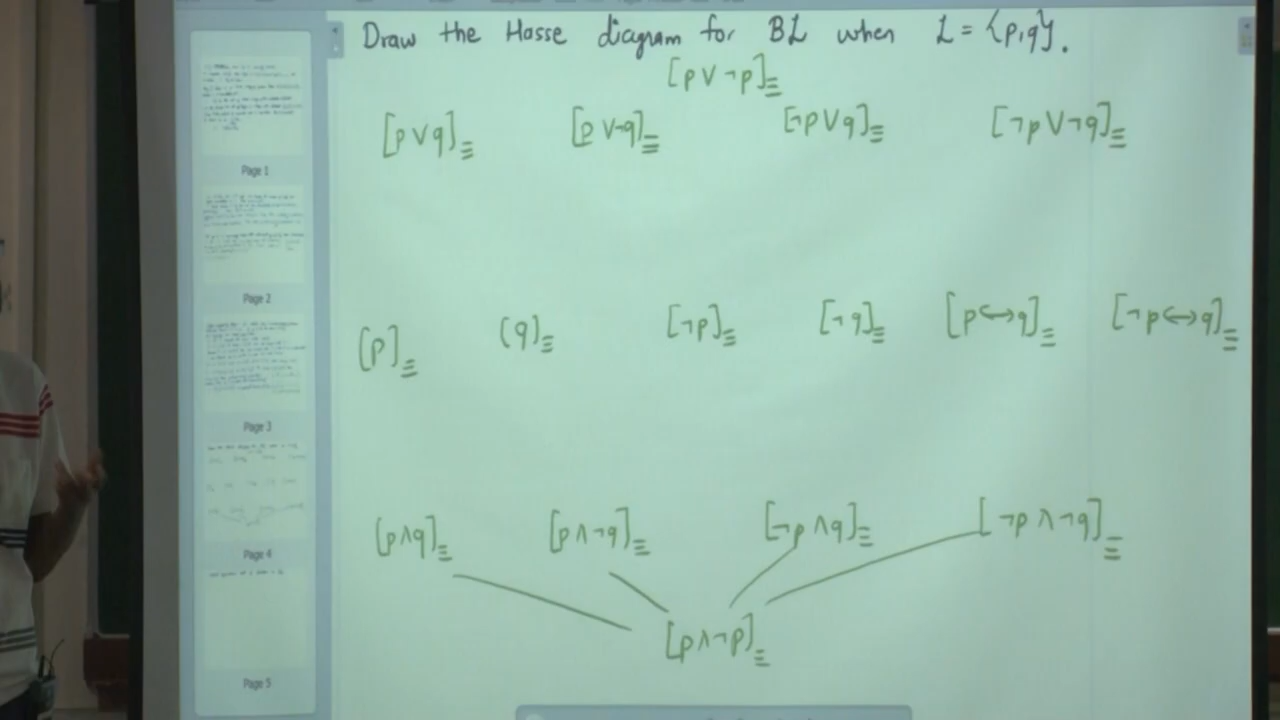 Draw the Hasse diagram for BL when L = {p,q}.
[p∨¬p]≡
[p∨q]≡ [p∨¬q]≡ [¬p∨q]≡ [¬p∨¬q]≡
[p]≡ [q]≡ [¬p]≡ [¬q]≡ [p↔q]≡ [¬p↔q]≡
[p∧q]≡ [p∧¬q]≡ [¬p∧q]≡ [¬p∧¬q]≡
[p∧¬p]≡
Page 1
Page 2
Page 3
Page 4
Page 5